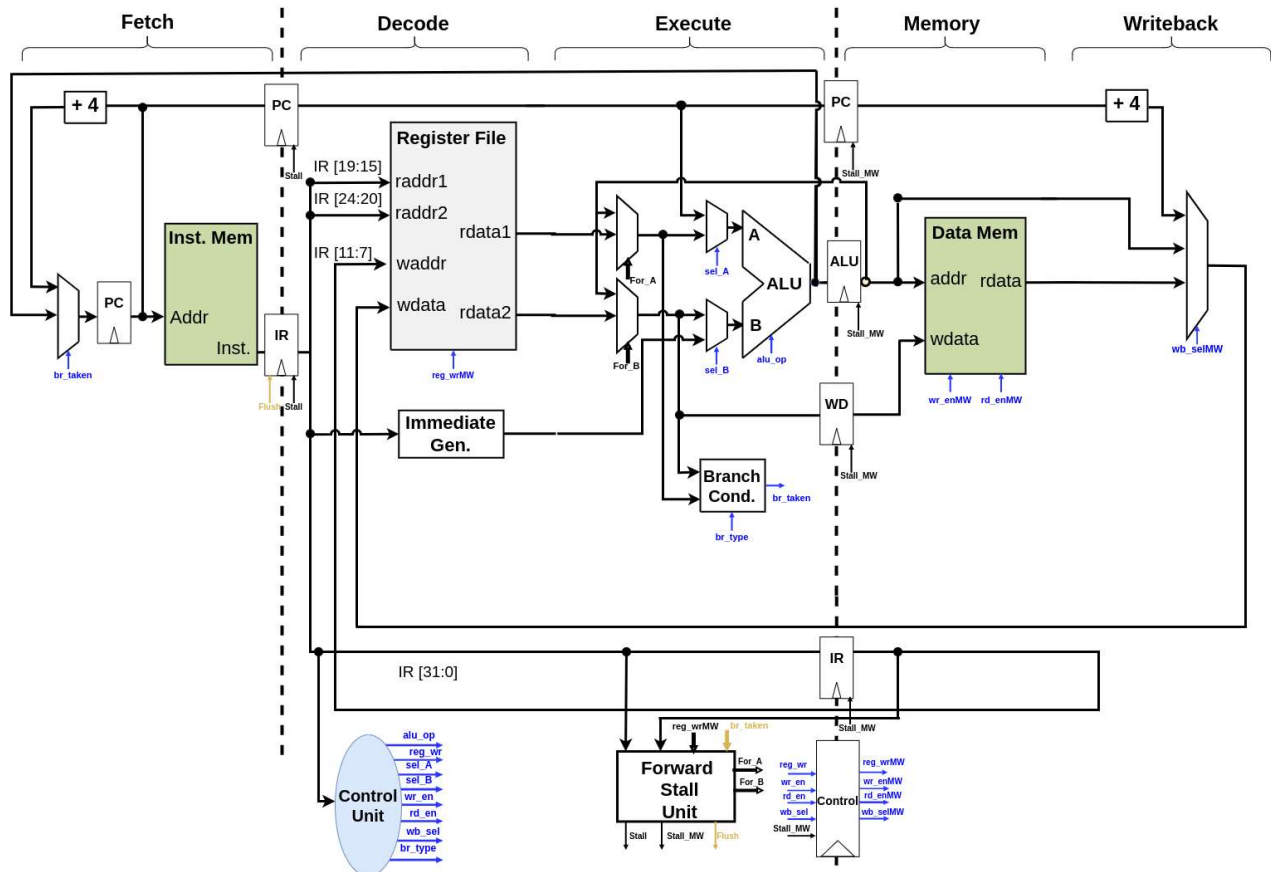 Fetch
Decode
Execute
Memory
Writeback
+ 4
PC
Stall
Register File
IR [19:15]
raddr1
IR [24:20]
raddr2
rdata1
IR [11:7]
waddr
wdata
rdata2
reg_wrMW
PC
Stall_MW
+ 4
Inst. Mem
Addr
Inst.
PC
br_taken
IR
Flush
Stall
For_A
For_B
sel_A
sel_B
A
ALU
B
alu_op
ALU
Stall_MW
Data Mem
addr
rdata
wdata
wr_enMW
rd_enMW
wb_selMW
Immediate
Gen.
WD
Stall_MW
Branch
Cond.
br_taken
br_type
IR [31:0]
IR
Stall_MW
alu_op
reg_wr
sel_A
sel_B
wr_en
rd_en
wb_sel
br_type
Control
Unit
reg_wrMW
br_taken
Forward
Stall
Unit
For_A
For_B
Stall
Stall_MW
Flush
reg_wr
wr_en
rd_en
wb_sel
Stall_MW
Control
reg_wrMW
wr_enMW
rd_enMW
wb_selMW